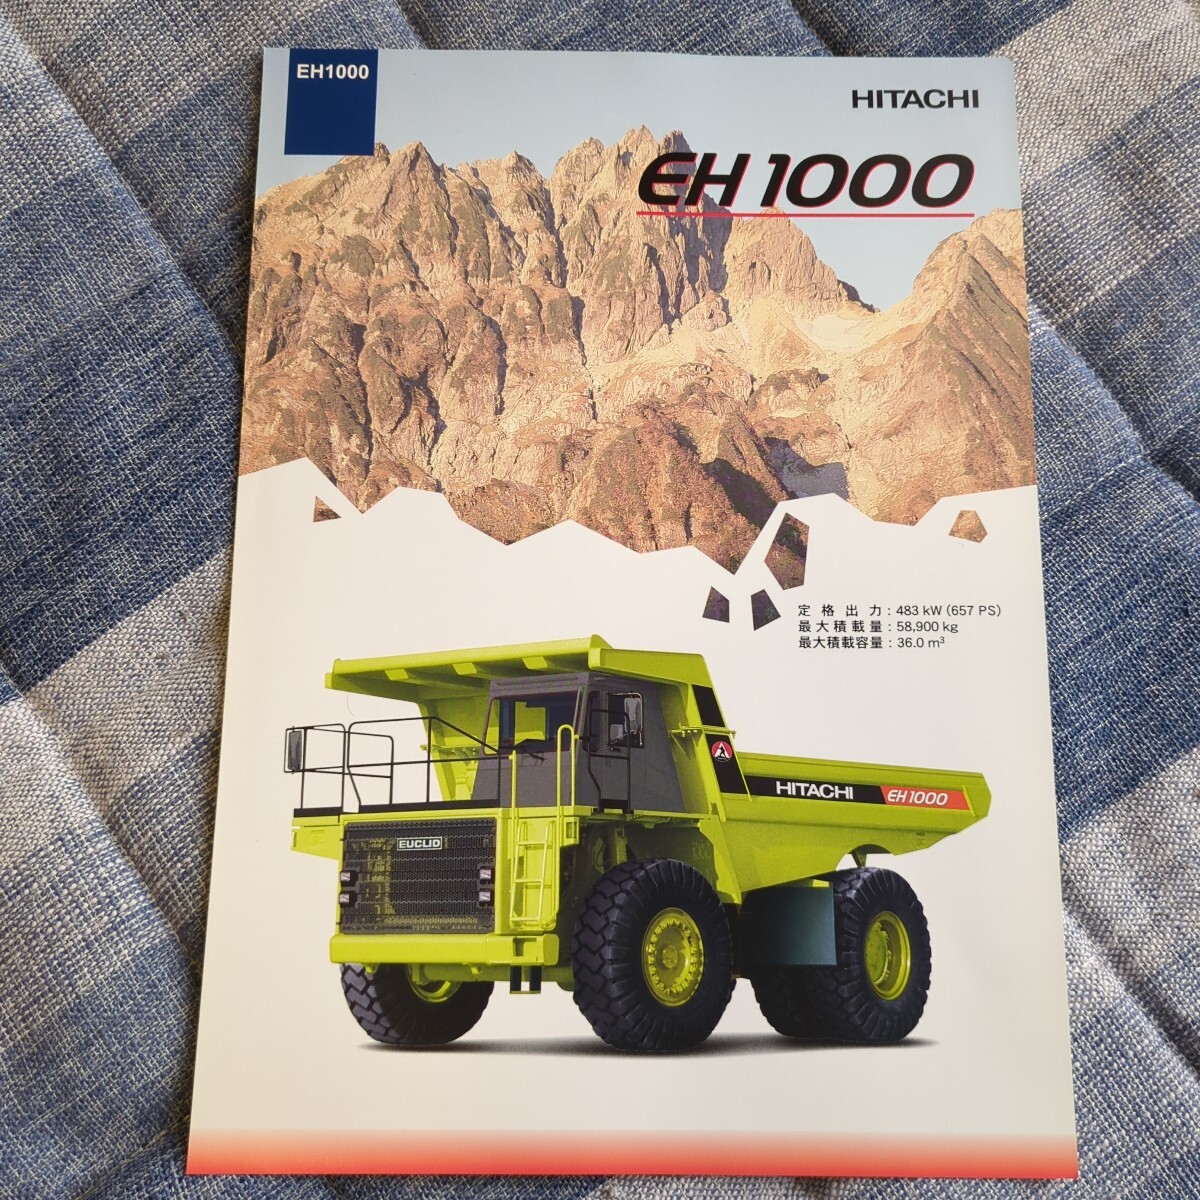 EH1000
HITACHI
EH1000
定格出力：483 kW（657 PS）
最大積載量：58,900 kg
最大積載容量：36.0 m³
HITACHI EH1000
EUCLID